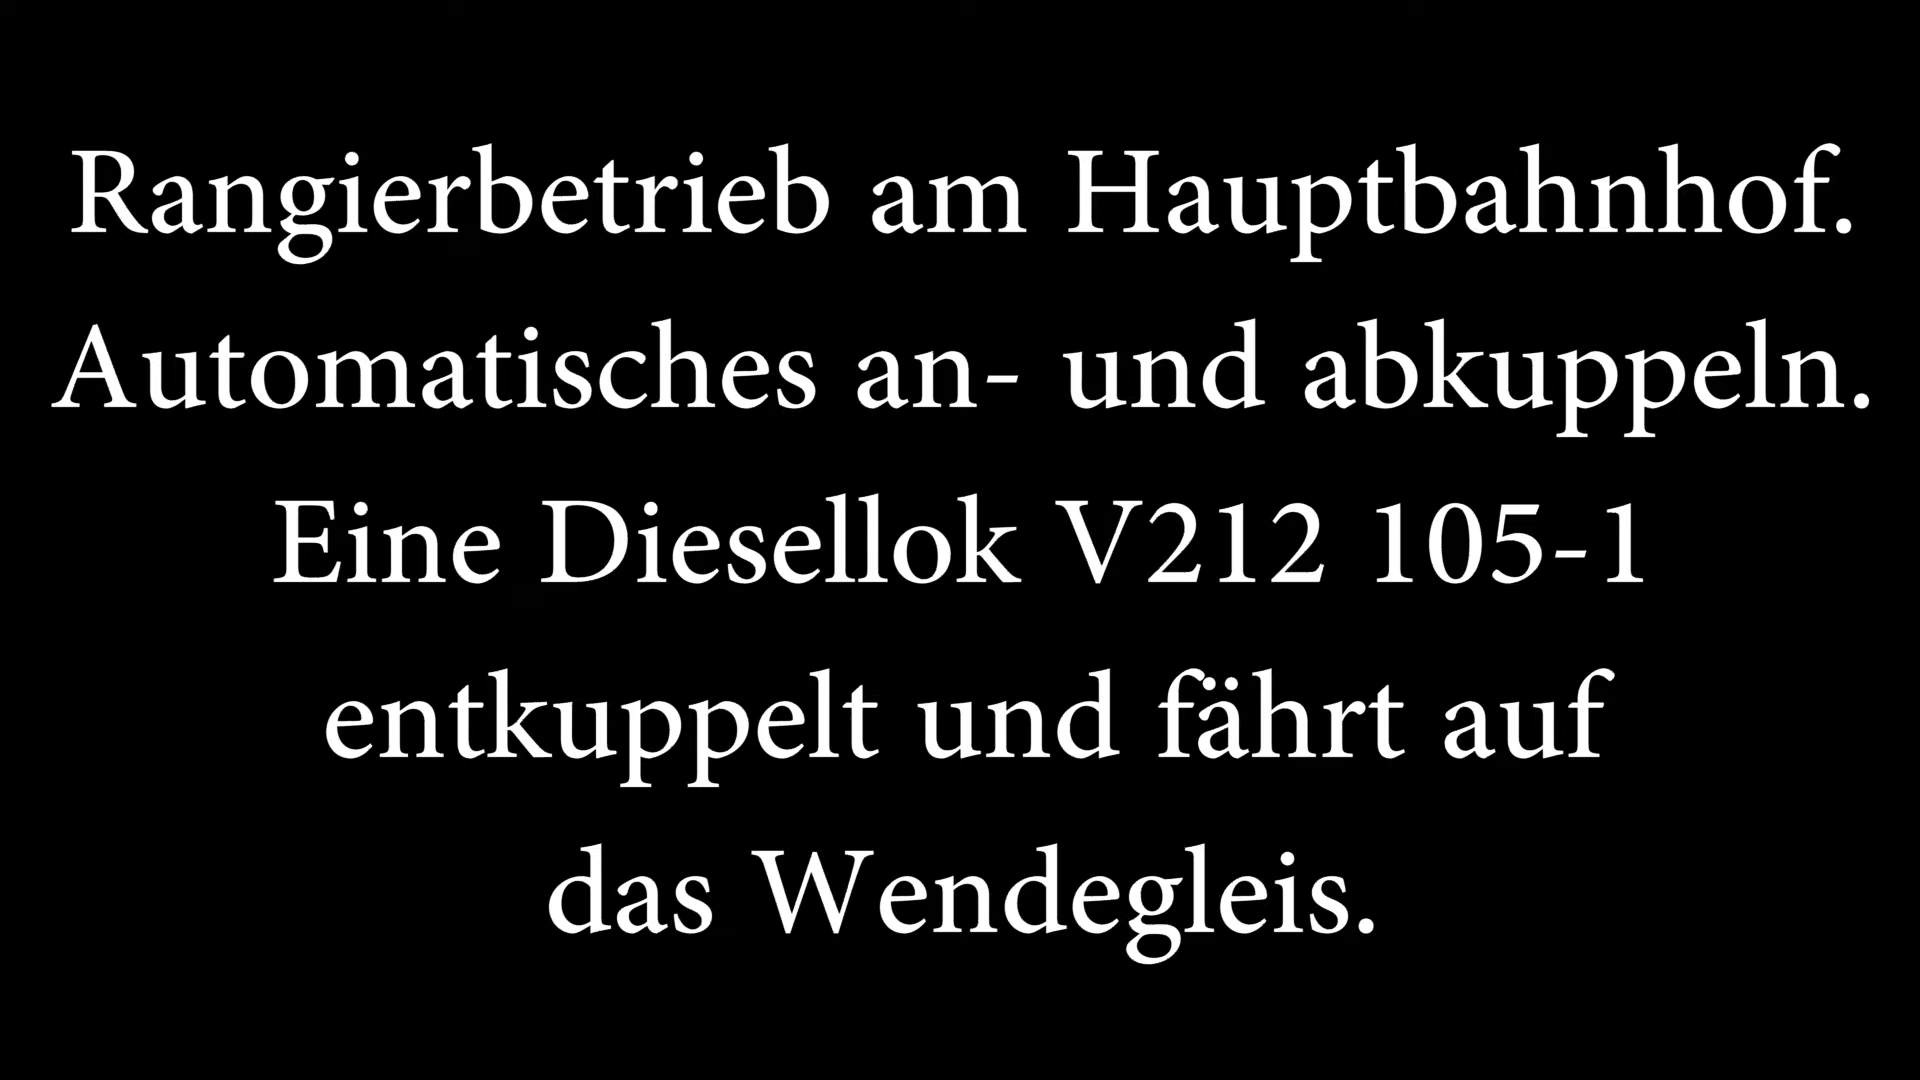 Rangierbetrieb am Hauptbahnhof.
Automatisches an- und abkuppeln.
Eine Diesellok V212 105-1
entkuppelt und fährt auf
das Wendegleis.